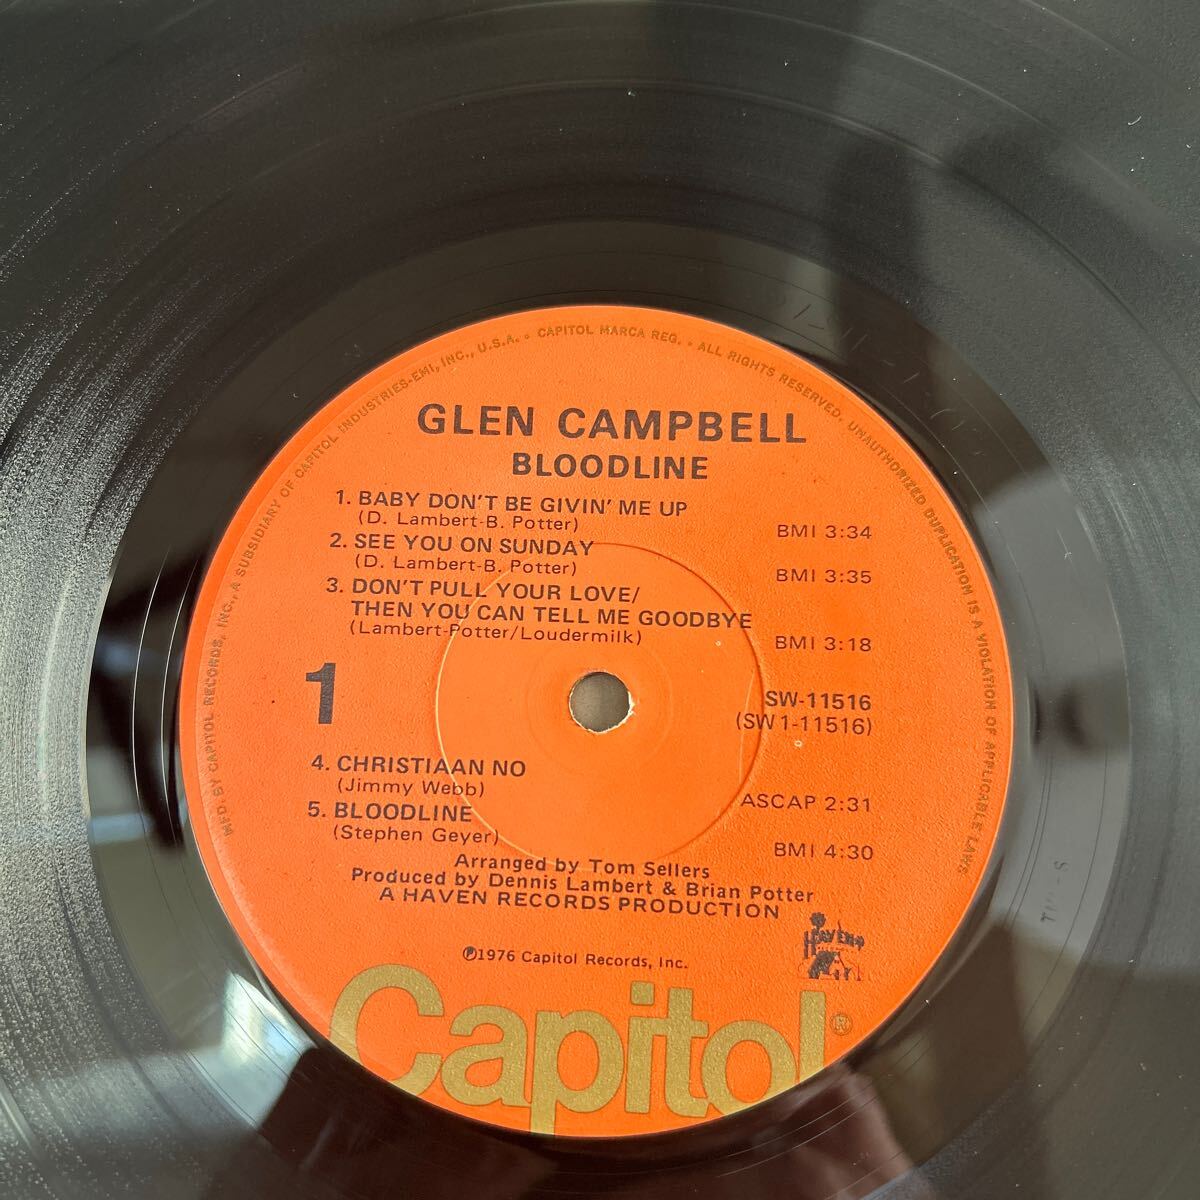 MFD. BY CAPITOL RECORDS, INC., A SUBSIDIARY OF CAPITOL INDUSTRIES-EMI, INC., U.S.A. • CAPITOL MARCA REG. • ALL RIGHTS RESERVED. UNAUTHORIZED DUPLICATION IS A VIOLATION OF APPLICABLE LAWS
GLEN CAMPBELL
BLOODLINE
1. BABY DON'T BE GIVIN' ME UP
(D. Lambert-B. Potter) BMI 3:34
2. SEE YOU ON SUNDAY
(D. Lambert-B. Potter) BMI 3:35
3. DON'T PULL YOUR LOVE/
THEN YOU CAN TELL ME GOODBYE
(Lambert-Potter/Loudermilk) BMI 3:18
1
SW-11516
(SW1-11516)
4. CHRISTIAAN NO
(Jimmy Webb) ASCAP 2:31
5. BLOODLINE
(Stephen Geyer) BMI 4:30
Arranged by Tom Sellers
Produced by Dennis Lambert & Brian Potter
A HAVEN RECORDS PRODUCTION
HAVEN
℗1976 Capitol Records, Inc.
Capitol®